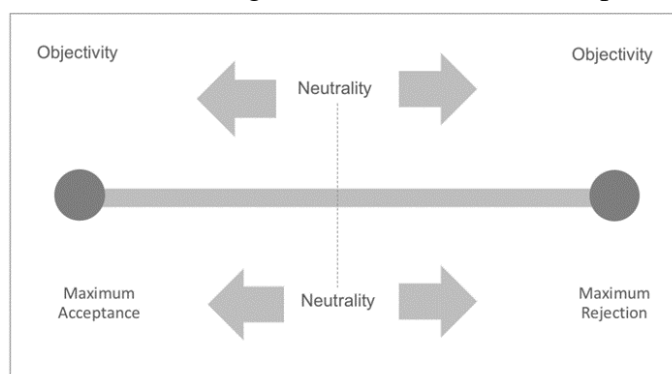 Objectivity
Neutrality
Objectivity
Maximum
Acceptance
Neutrality
Maximum
Rejection